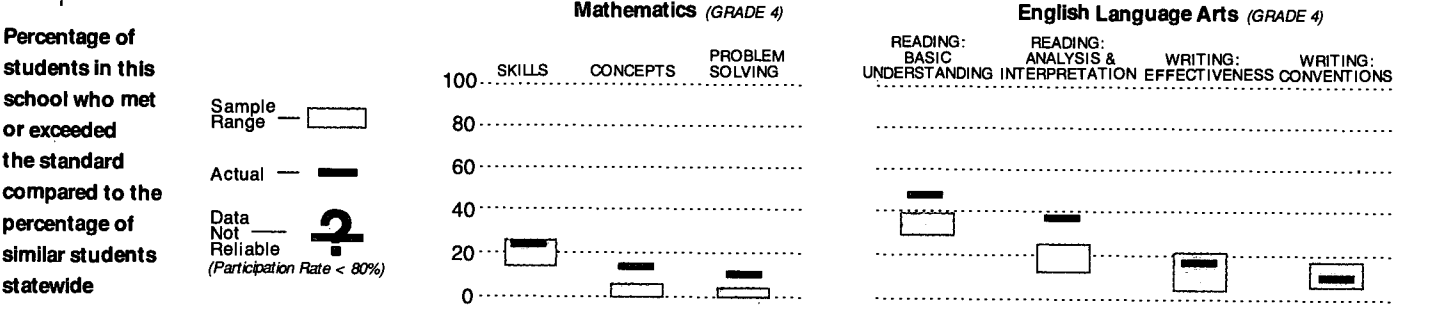 Percentage of
students in this
school who met
or exceeded
the standard
compared to the
percentage of
similar students
statewide
Sample
Range
Actual
Data
Not
Reliable
(Participation Rate < 80%)
?
Mathematics (GRADE 4)
SKILLS
CONCEPTS
PROBLEM
SOLVING
100
80
60
40
20
0
English Language Arts (GRADE 4)
READING:
BASIC
UNDERSTANDING
READING:
ANALYSIS &
INTERPRETATION
WRITING:
EFFECTIVENESS
WRITING:
CONVENTIONS